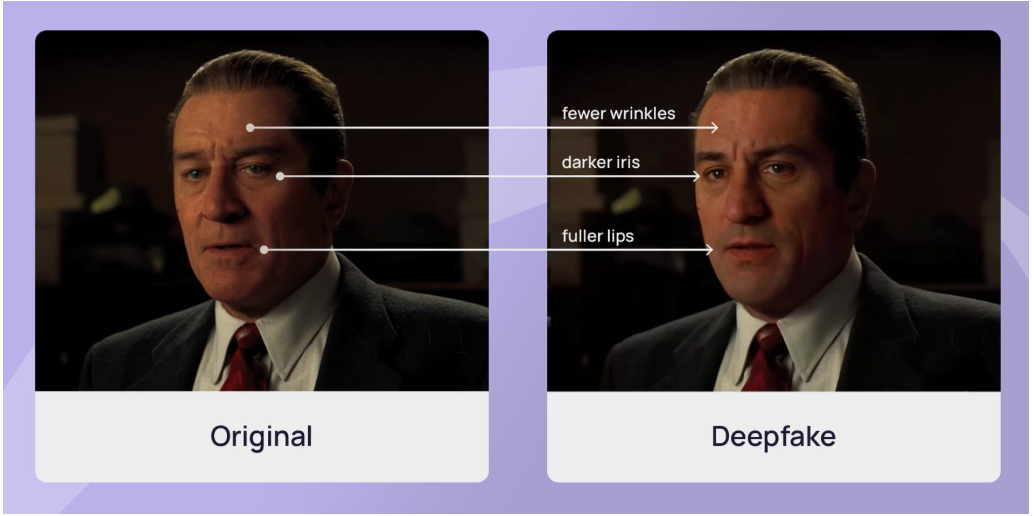 fewer wrinkles
darker iris
fuller lips
Original
Deepfake